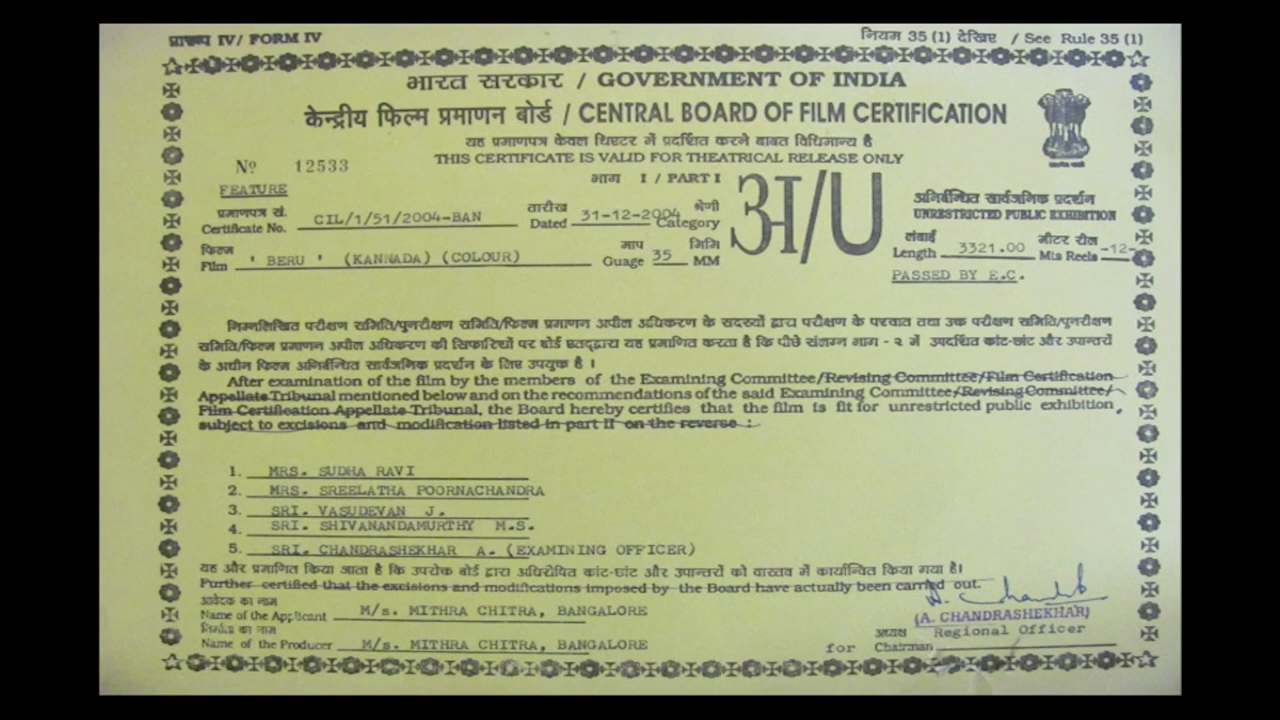 प्रारूप IV/ FORM IV
नियम 35 (1) देखिए / See Rule 35 (1)
भारत सरकार / GOVERNMENT OF INDIA
केन्द्रीय फिल्म प्रमाणन बोर्ड / CENTRAL BOARD OF FILM CERTIFICATION
यह प्रमाणपत्र केवल थिएटर में प्रदर्शित करने बाबत विधिमान्य है
THIS CERTIFICATE IS VALID FOR THEATRICAL RELEASE ONLY
Nº 12533
भाग I / PART I
FEATURE
प्रमाणपत्र सं.
Certificate No. CIL/1/51/2004-BAN
तारीख
Dated 31-12-2004
श्रेणी
Category
अ/U
अनिर्बन्धित सार्वजनिक प्रदर्शन
UNRESTRICTED PUBLIC EXHIBITION
फिल्म
Film ' BERU ' (KANNADA) (COLOUR)
माप मिमि
Guage 35 MM
लंबाई मीटर रील
Length 3321.00 Mts Reels -12-
PASSED BY E.C.
निम्नलिखित परीक्षण समिति/पुनरीक्षण समिति/फिल्म प्रमाणन अपील अधिकरण के सदस्यों द्वारा परीक्षण के पश्चात तथा उक्त परीक्षण समिति/पुनरीक्षण
समिति/फिल्म प्रमाणन अपील अधिकरण की सिफारिशों पर बोर्ड एतद्द्वारा यह प्रमाणित करता है कि पीछे संलग्न भाग - २ में उपदर्शित कांट-छांट और उपान्तरों
के अधीन फिल्म अनिर्बन्धित सार्वजनिक प्रदर्शन के लिए उपयुक्त है ।
After examination of the film by the members of the Examining Committee/Revising Committee/Film Certification
Appellate Tribunal mentioned below and on the recommendations of the said Examining Committee/Revising Committee/
Film Certification Appellate Tribunal, the Board hereby certifies that the film is fit for unrestricted public exhibition,
subject to excisions and modification listed in part II on the reverse :
1. MRS. SUDHA RAVI
2. MRS. SREELATHA POORNACHANDRA
3. SRI. VASUDEVAN J.
4. SRI. SHIVANANDAMURTHY M.S.
5. SRI. CHANDRASHEKHAR A. (EXAMINING OFFICER)
यह और प्रमाणित किया जाता है कि उपरोक्त बोर्ड द्वारा अधिरोपित कांट-छांट और उपान्तरों को वास्तव में कार्यान्वित किया गया है।
Further certified that the excisions and modifications imposed by the Board have actually been carried out.
आवेदक का नाम
Name of the Applicant M/s. MITHRA CHITRA, BANGALORE
A. Chandrashekhar
(A. CHANDRASHEKHAR)
अध्यक्ष Regional Officer
निर्माता का नाम
Name of the Producer M/s. MITHRA CHITRA, BANGALORE
for Chairman